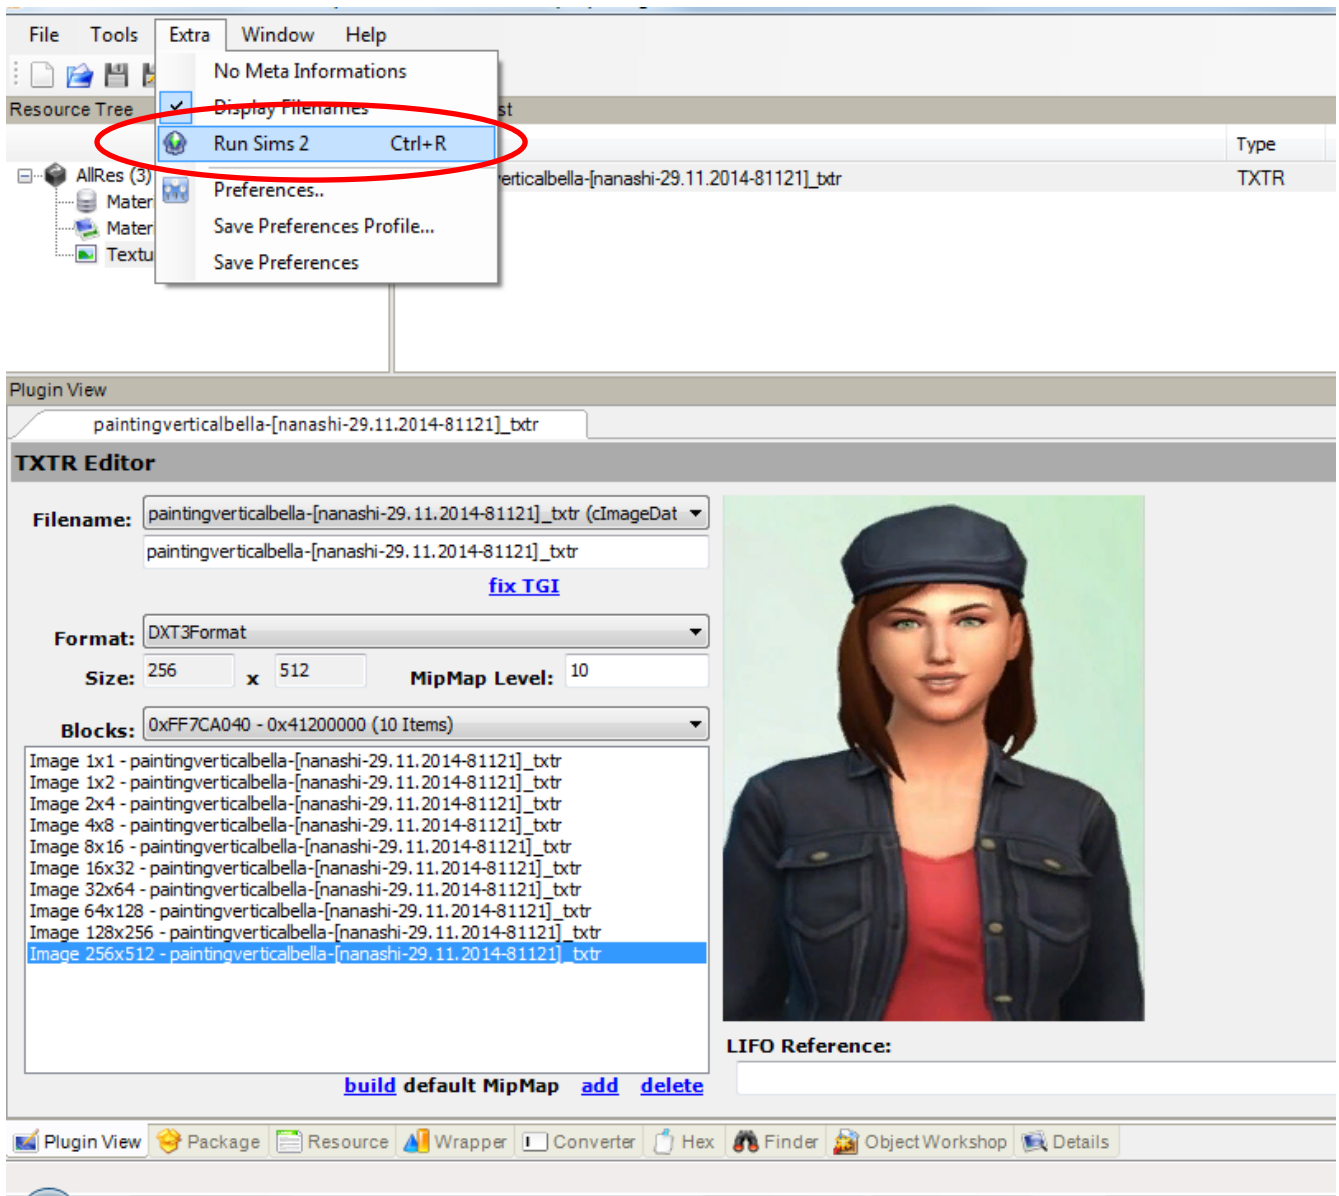 File Tools Extra Window Help
No Meta Informations
Resource Tree Display Filenames st
Run Sims 2 Ctrl+R Type
AllRes (3) verticalbella-[nanashi-29.11.2014-81121]_txtr TXTR
Preferences..
Mater
Save Preferences Profile...
Mater
Textu Save Preferences
Plugin View
paintingverticalbella-[nanashi-29.11.2014-81121]_txtr
TXTR Editor
Filename: paintingverticalbella-[nanashi-29.11.2014-81121]_txtr (cImageDat
paintingverticalbella-[nanashi-29.11.2014-81121]_txtr
fix TGI
Format: DXT3Format
Size: 256 x 512 MipMap Level: 10
Blocks: 0xFF7CA040 - 0x41200000 (10 Items)
Image 1x1 - paintingverticalbella-[nanashi-29.11.2014-81121]_txtr
Image 1x2 - paintingverticalbella-[nanashi-29.11.2014-81121]_txtr
Image 2x4 - paintingverticalbella-[nanashi-29.11.2014-81121]_txtr
Image 4x8 - paintingverticalbella-[nanashi-29.11.2014-81121]_txtr
Image 8x16 - paintingverticalbella-[nanashi-29.11.2014-81121]_txtr
Image 16x32 - paintingverticalbella-[nanashi-29.11.2014-81121]_txtr
Image 32x64 - paintingverticalbella-[nanashi-29.11.2014-81121]_txtr
Image 64x128 - paintingverticalbella-[nanashi-29.11.2014-81121]_txtr
Image 128x256 - paintingverticalbella-[nanashi-29.11.2014-81121]_txtr
Image 256x512 - paintingverticalbella-[nanashi-29.11.2014-81121]_txtr
LIFO Reference:
build default MipMap add delete
Plugin View Package Resource Wrapper Converter Hex Finder Object Workshop Details